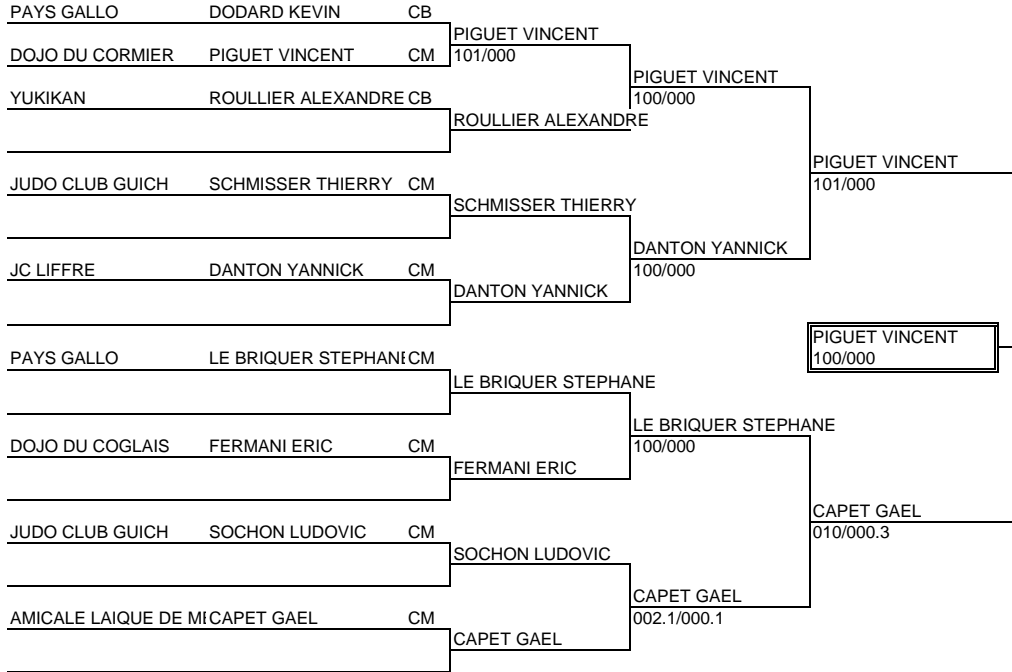 PAYS GALLO DODARD KEVIN CB
PIGUET VINCENT
DOJO DU CORMIER PIGUET VINCENT CM 101/000
PIGUET VINCENT
YUKIKAN ROULLIER ALEXANDRE CB 100/000
ROULLIER ALEXANDRE
PIGUET VINCENT
JUDO CLUB GUICH SCHMISSER THIERRY CM 101/000
SCHMISSER THIERRY
DANTON YANNICK
JC LIFFRE DANTON YANNICK CM 100/000
DANTON YANNICK
PIGUET VINCENT
PAYS GALLO LE BRIQUER STEPHANE CM 100/000
LE BRIQUER STEPHANE
LE BRIQUER STEPHANE
DOJO DU COGLAIS FERMANI ERIC CM 100/000
FERMANI ERIC
CAPET GAEL
JUDO CLUB GUICH SOCHON LUDOVIC CM 010/000.3
SOCHON LUDOVIC
CAPET GAEL
AMICALE LAIQUE DE ME CAPET GAEL CM 002.1/000.1
CAPET GAEL